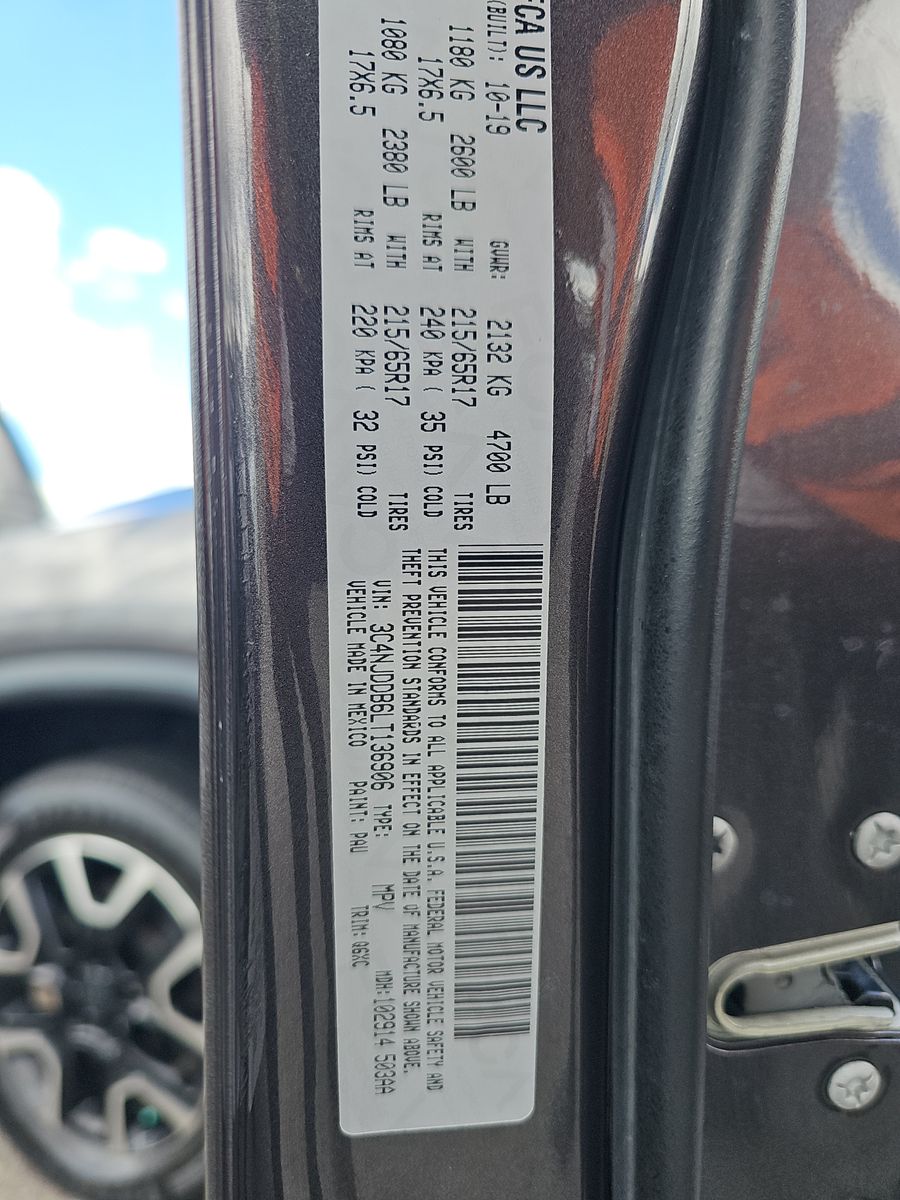 FCA US LLC
(BUILT): 10-19 GVWR: 2132 KG 4700 LB
1180 KG 2600 LB WITH 215/65R17 TIRES
17X6.5 RIMS AT 240 KPA ( 35 PSI) COLD
1080 KG 2380 LB WITH 215/65R17 TIRES
17X6.5 RIMS AT 220 KPA ( 32 PSI) COLD
THIS VEHICLE CONFORMS TO ALL APPLICABLE U.S.A. FEDERAL MOTOR VEHICLE SAFETY AND
THEFT PREVENTION STANDARDS IN EFFECT ON THE DATE OF MANUFACTURE SHOWN ABOVE.
VIN: 3C4NJDDB6LT136906 TYPE: MPV MDH:102914 503AA
VEHICLE MADE IN MEXICO PAINT: PAU TRIM: Q6XC